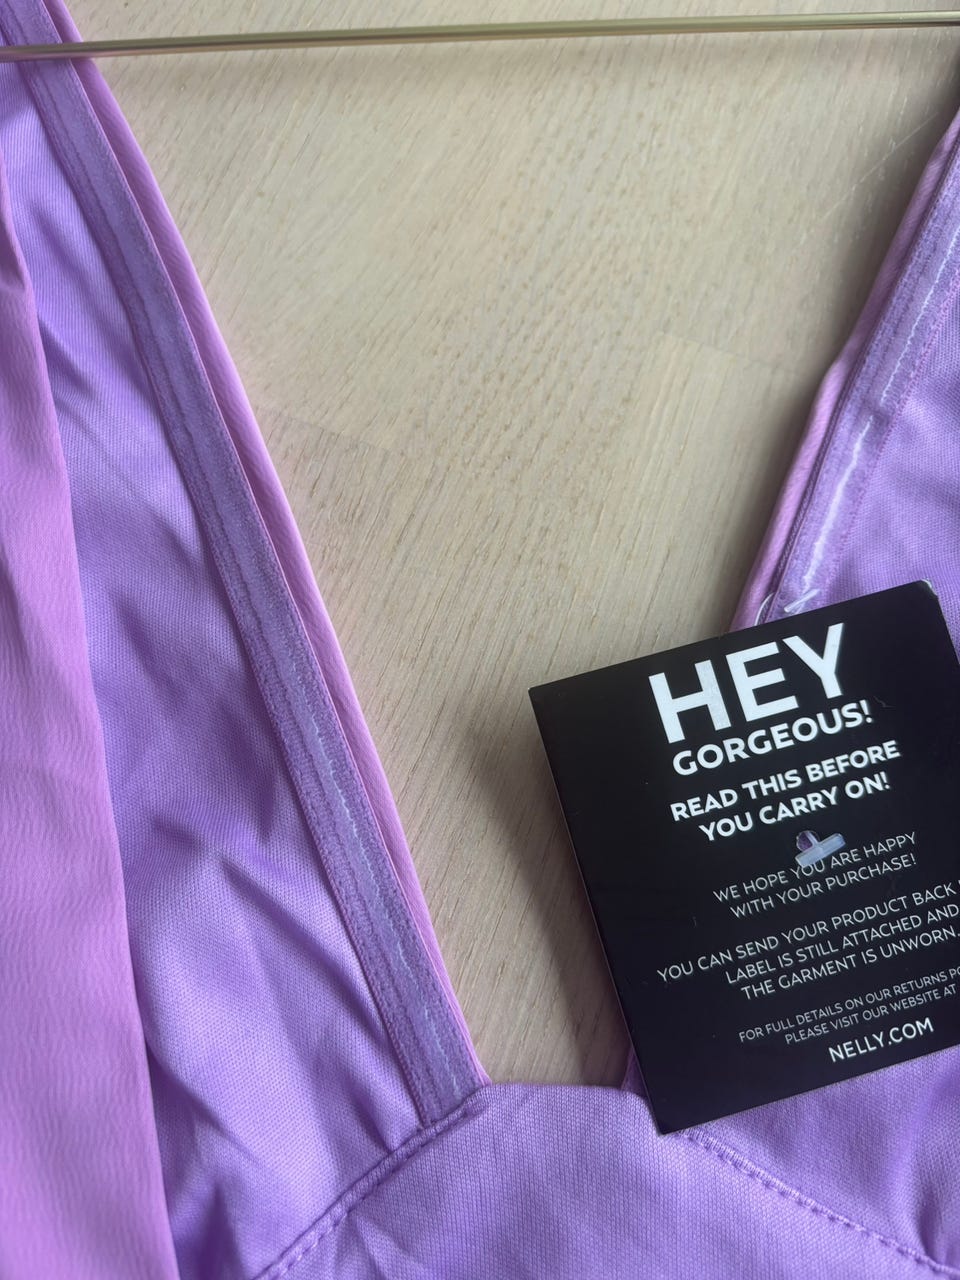 HEY
GORGEOUS!
READ THIS BEFORE
YOU CARRY ON!
WE HOPE YOU ARE HAPPY
WITH YOUR PURCHASE!
YOU CAN SEND YOUR PRODUCT BACK
LABEL IS STILL ATTACHED AND
THE GARMENT IS UNWORN.
FOR FULL DETAILS ON OUR RETURNS
PLEASE VISIT OUR WEBSITE AT
NELLY.COM